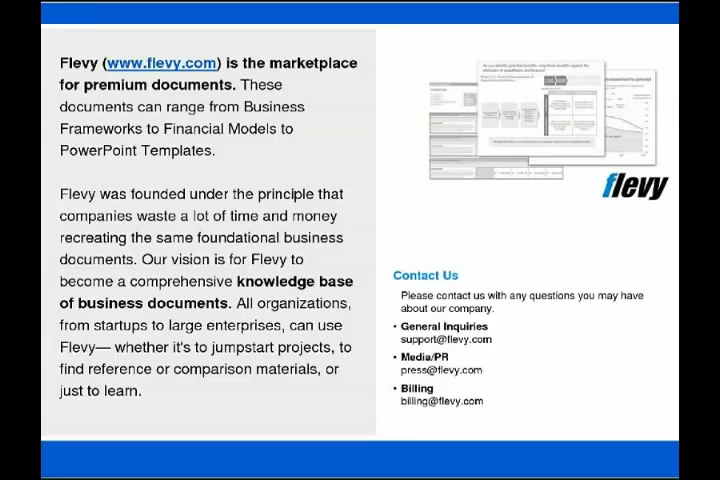 Flevy (www.flevy.com) is the marketplace
for premium documents. These
documents can range from Business
Frameworks to Financial Models to
PowerPoint Templates.
Flevy was founded under the principle that
companies waste a lot of time and money
recreating the same foundational business
documents. Our vision is for Flevy to
become a comprehensive knowledge base
of business documents. All organizations,
from startups to large enterprises, can use
Flevy— whether it's to jumpstart projects, to
find reference or comparison materials, or
just to learn.
flevy
Contact Us
Please contact us with any questions you may have
about our company.
• General Inquiries
support@flevy.com
• Media/PR
press@flevy.com
• Billing
billing@flevy.com